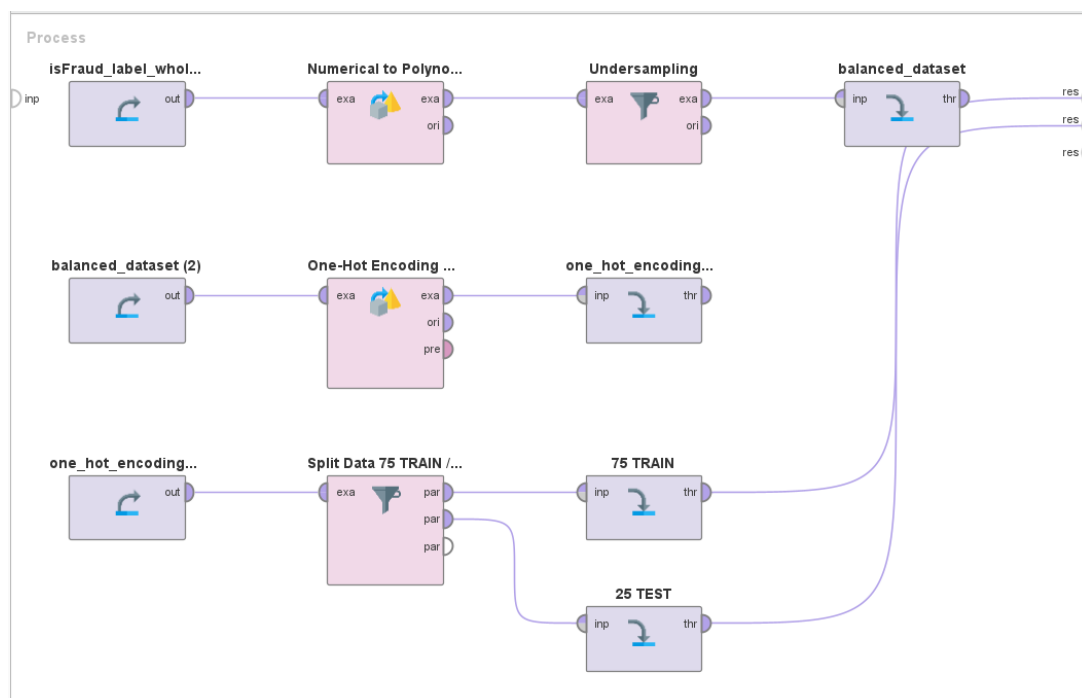 Process
isFraud_label_whol...
Numerical to Polyno...
Undersampling
balanced_dataset
inp
out
exa
exa
exa
exa
inp
thr
res
ori
ori
res
res
balanced_dataset (2)
One-Hot Encoding ...
one_hot_encoding...
out
exa
exa
inp
thr
ori
pre
one_hot_encoding...
Split Data 75 TRAIN /...
75 TRAIN
out
exa
par
inp
thr
par
par
25 TEST
inp
thr